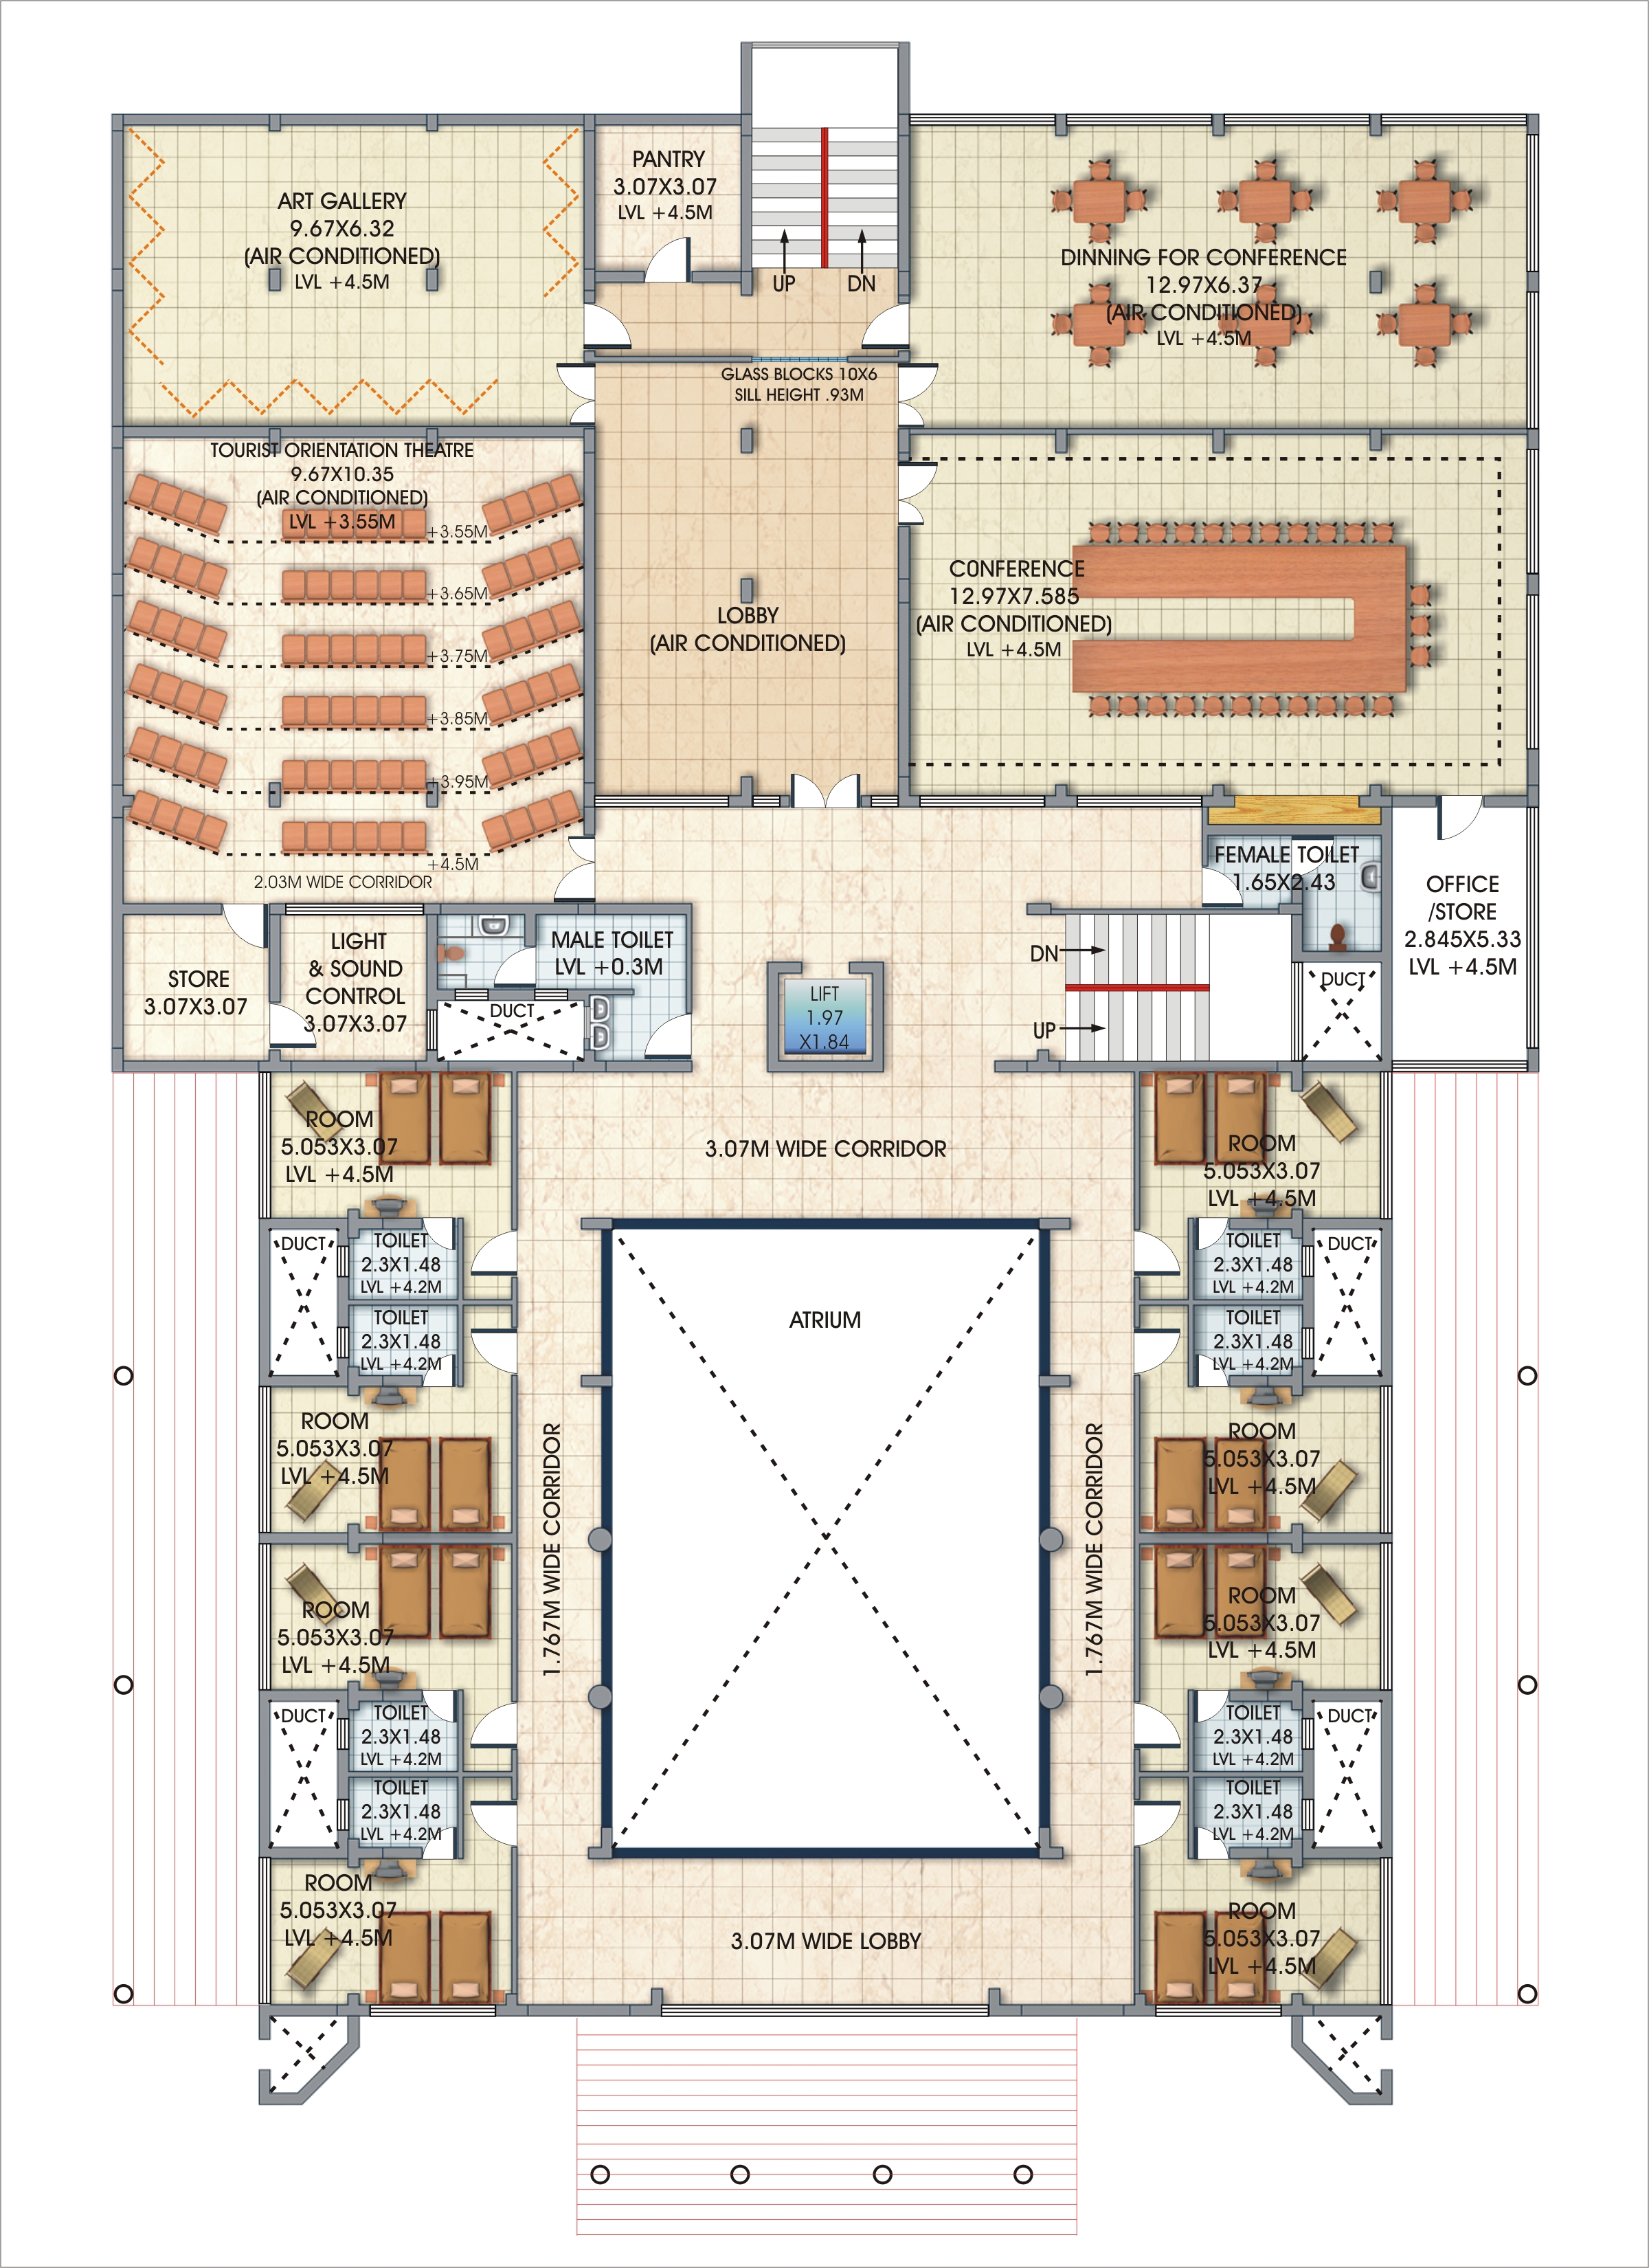 ART GALLERY
9.67X6.32
(AIR CONDITIONED)
LVL +4.5M
PANTRY
3.07X3.07
LVL +4.5M
UP
DN
DINNING FOR CONFERENCE
12.97X6.37
(AIR CONDITIONED)
LVL +4.5M
GLASS BLOCKS 10X6
SILL HEIGHT .93M
TOURIST ORIENTATION THEATRE
9.67X10.35
(AIR CONDITIONED)
LVL +3.55M
+3.55M
+3.65M
+3.75M
+3.85M
+3.95M
+4.5M
2.03M WIDE CORRIDOR
LOBBY
(AIR CONDITIONED)
CONFERENCE
12.97X7.585
(AIR CONDITIONED)
LVL +4.5M
STORE
3.07X3.07
LIGHT
& SOUND
CONTROL
3.07X3.07
MALE TOILET
LVL +0.3M
DUCT
LIFT
1.97
X1.84
DN
UP
FEMALE TOILET
1.65X2.43
DUCT
OFFICE
/STORE
2.845X5.33
LVL +4.5M
ROOM
5.053X3.07
LVL +4.5M
3.07M WIDE CORRIDOR
ROOM
5.053X3.07
LVL +4.5M
DUCT
TOILET
2.3X1.48
LVL +4.2M
TOILET
2.3X1.48
LVL +4.2M
ATRIUM
TOILET
2.3X1.48
LVL +4.2M
TOILET
2.3X1.48
LVL +4.2M
DUCT
ROOM
5.053X3.07
LVL +4.5M
1.767M WIDE CORRIDOR
1.767M WIDE CORRIDOR
ROOM
5.053X3.07
LVL +4.5M
ROOM
5.053X3.07
LVL +4.5M
ROOM
5.053X3.07
LVL +4.5M
DUCT
TOILET
2.3X1.48
LVL +4.2M
TOILET
2.3X1.48
LVL +4.2M
TOILET
2.3X1.48
LVL +4.2M
TOILET
2.3X1.48
LVL +4.2M
DUCT
ROOM
5.053X3.07
LVL +4.5M
3.07M WIDE LOBBY
ROOM
5.053X3.07
LVL +4.5M